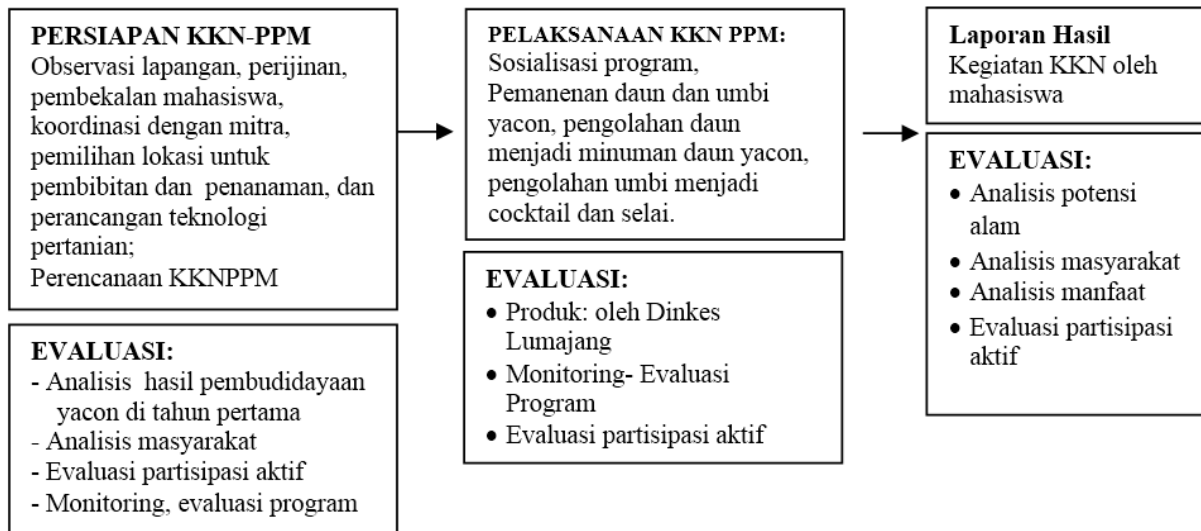 PERSIAPAN KKN-PPM
Observasi lapangan, perijinan,
pembekalan mahasiswa,
koordinasi dengan mitra,
pemilihan lokasi untuk
pembibitan dan penanaman, dan
perancangan teknologi
pertanian;
Perencanaan KKNPPM
EVALUASI:
- Analisis hasil pembudidayaan
yacon di tahun pertama
- Analisis masyarakat
- Evaluasi partisipasi aktif
- Monitoring, evaluasi program
PELAKSANAAN KKN PPM:
Sosialisasi program,
Pemanenan daun dan umbi
yacon, pengolahan daun
menjadi minuman daun yacon,
pengolahan umbi menjadi
cocktail dan selai.
EVALUASI:
• Produk: oleh Dinkes
Lumajang
• Monitoring- Evaluasi
Program
• Evaluasi partisipasi aktif
Laporan Hasil
Kegiatan KKN oleh
mahasiswa
EVALUASI:
• Analisis potensi
alam
• Analisis masyarakat
• Analisis manfaat
• Evaluasi partisipasi
aktif